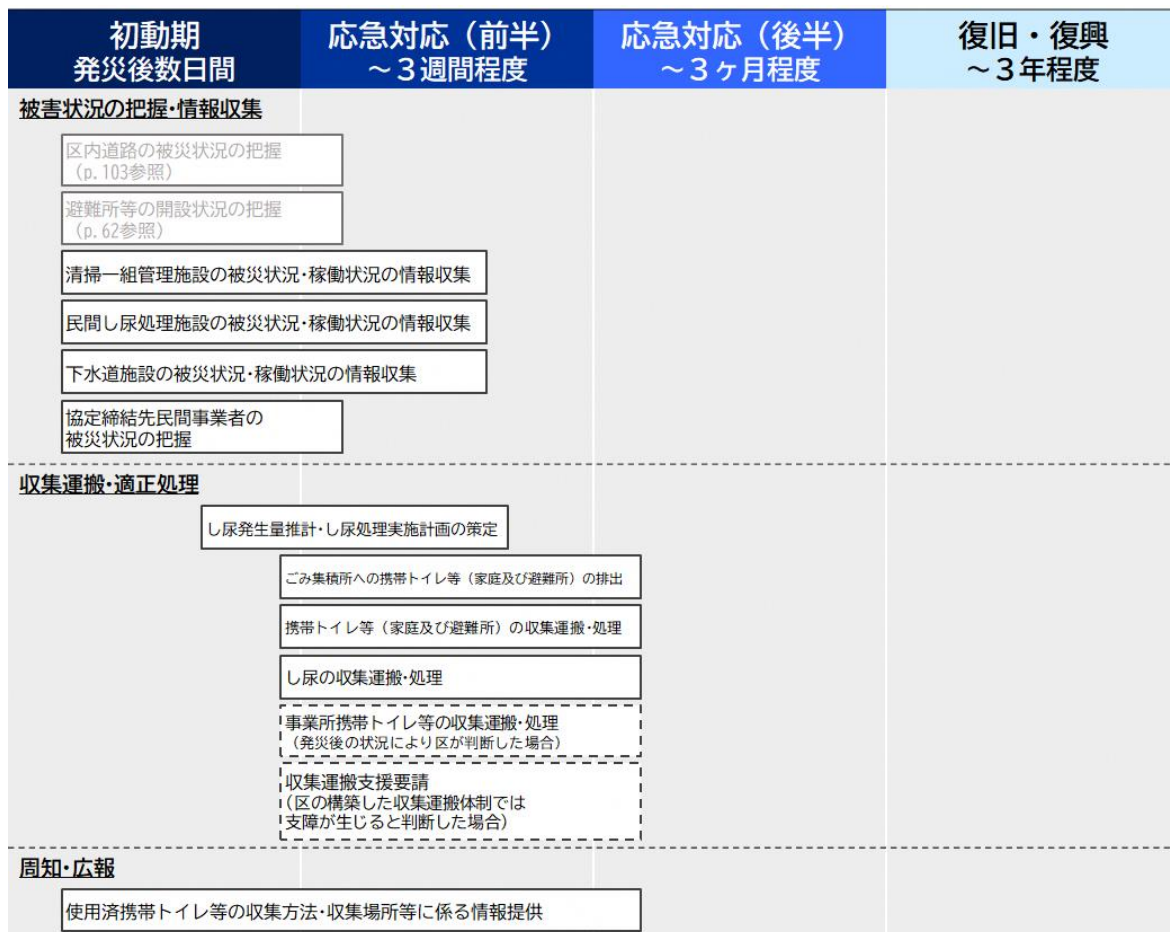 初動期
発災後数日間
応急対応（前半）
～３週間程度
応急対応（後半）
～３ヶ月程度
復旧・復興
～３年程度
被害状況の把握・情報収集
区内道路の被災状況の把握
（p.103参照）
避難所等の開設状況の把握
（p.62参照）
清掃一組管理施設の被災状況・稼働状況の情報収集
民間し尿処理施設の被災状況・稼働状況の情報収集
下水道施設の被災状況・稼働状況の情報収集
協定締結先民間事業者の
被災状況の把握
収集運搬・適正処理
し尿発生量推計・し尿処理実施計画の策定
ごみ集積所への携帯トイレ等（家庭及び避難所）の排出
携帯トイレ等（家庭及び避難所）の収集運搬・処理
し尿の収集運搬・処理
事業所携帯トイレ等の収集運搬・処理
（発災後の状況により区が判断した場合）
収集運搬支援要請
（区の構築した収集運搬体制では
支障が生じると判断した場合）
周知・広報
使用済携帯トイレ等の収集方法・収集場所等に係る情報提供